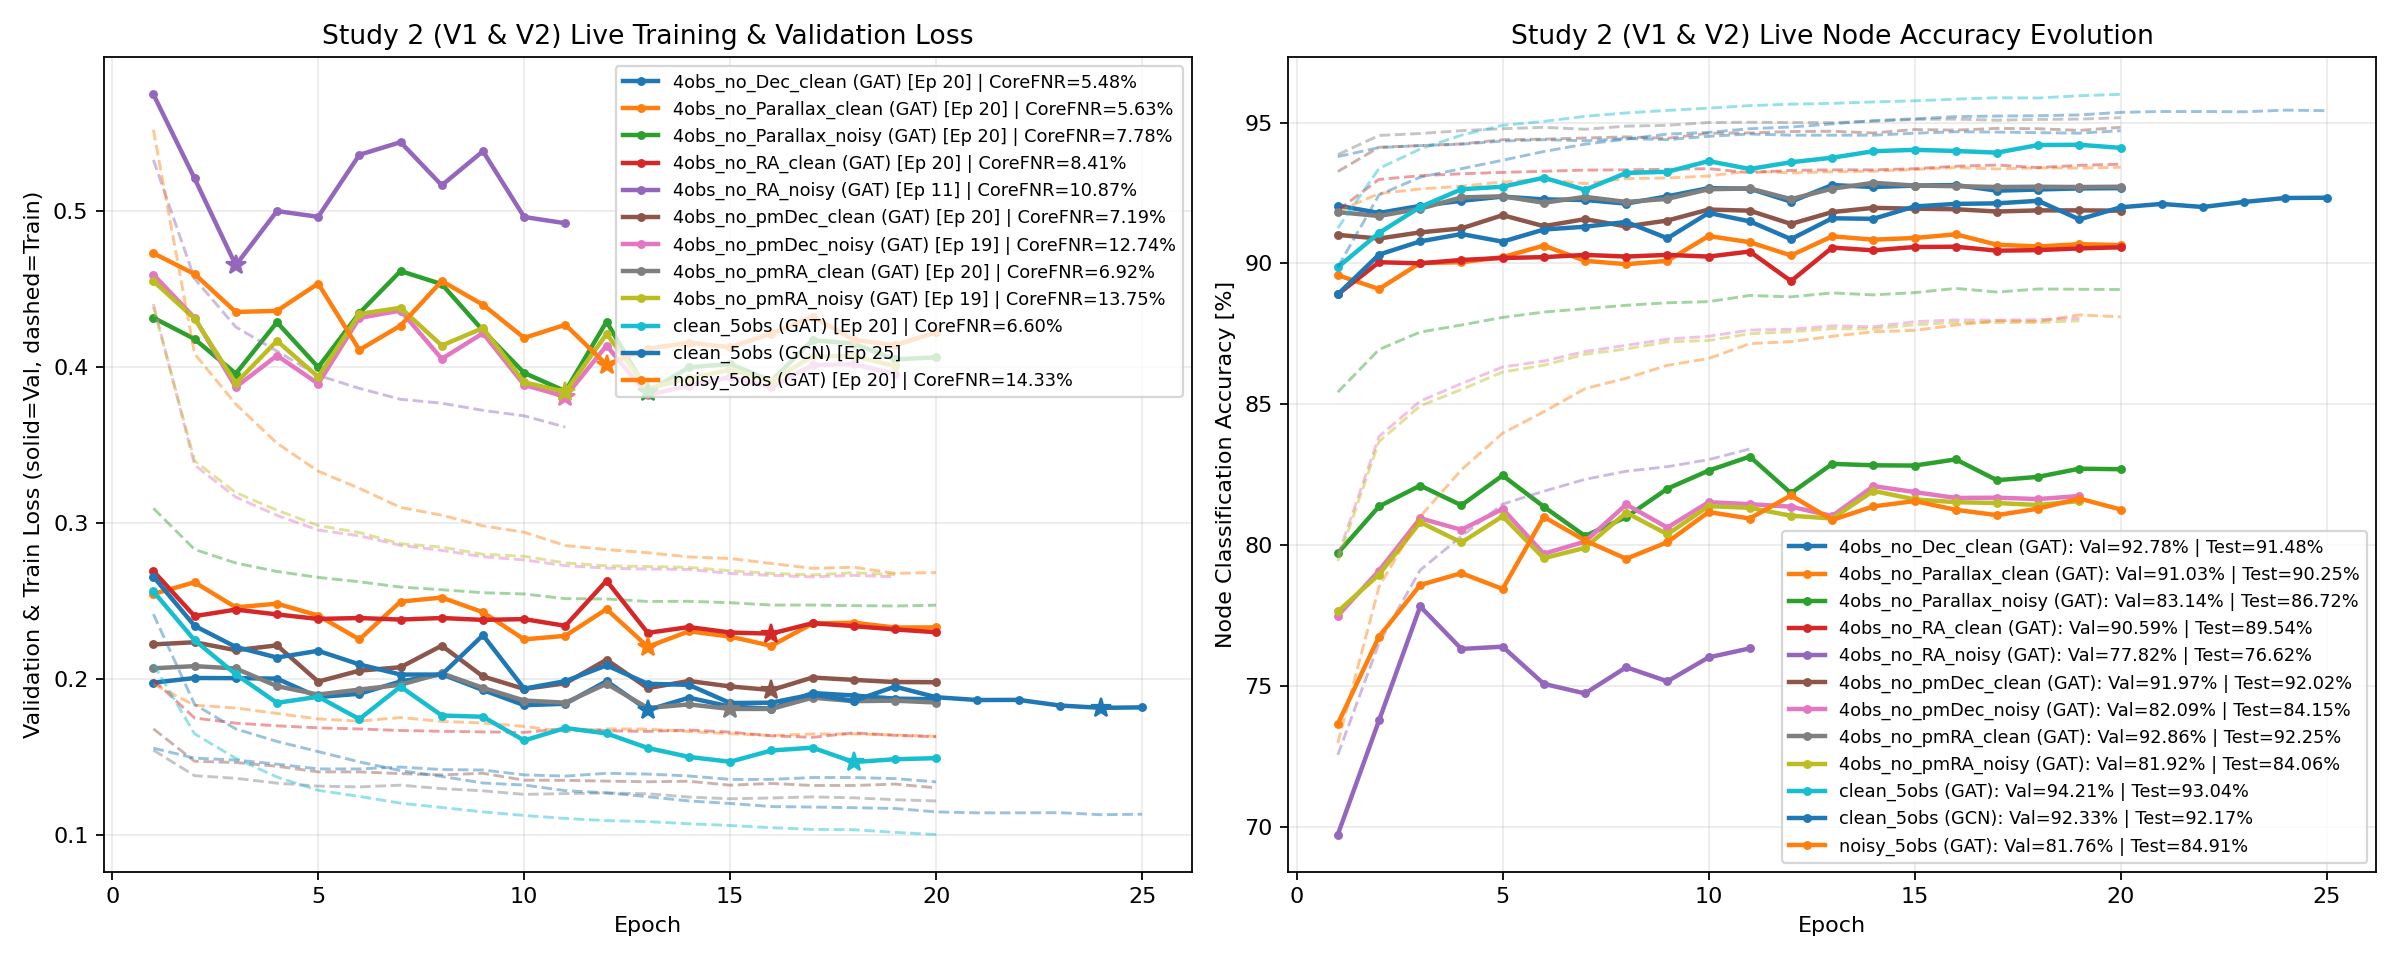 Study 2 (V1 & V2) Live Training & Validation Loss
Validation & Train Loss (solid=Val, dashed=Train)
0.5
0.4
0.3
0.2
0.1
0
5
10
15
20
25
Epoch
4obs_no_Dec_clean (GAT) [Ep 20] | CoreFNR=5.48%
4obs_no_Parallax_clean (GAT) [Ep 20] | CoreFNR=5.63%
4obs_no_Parallax_noisy (GAT) [Ep 20] | CoreFNR=7.78%
4obs_no_RA_clean (GAT) [Ep 20] | CoreFNR=8.41%
4obs_no_RA_noisy (GAT) [Ep 11] | CoreFNR=10.87%
4obs_no_pmDec_clean (GAT) [Ep 20] | CoreFNR=7.19%
4obs_no_pmDec_noisy (GAT) [Ep 19] | CoreFNR=12.74%
4obs_no_pmRA_clean (GAT) [Ep 20] | CoreFNR=6.92%
4obs_no_pmRA_noisy (GAT) [Ep 19] | CoreFNR=13.75%
clean_5obs (GAT) [Ep 20] | CoreFNR=6.60%
clean_5obs (GCN) [Ep 25]
noisy_5obs (GAT) [Ep 20] | CoreFNR=14.33%
Study 2 (V1 & V2) Live Node Accuracy Evolution
Node Classification Accuracy [%]
95
90
85
80
75
70
0
5
10
15
20
25
Epoch
4obs_no_Dec_clean (GAT): Val=92.78% | Test=91.48%
4obs_no_Parallax_clean (GAT): Val=91.03% | Test=90.25%
4obs_no_Parallax_noisy (GAT): Val=83.14% | Test=86.72%
4obs_no_RA_clean (GAT): Val=90.59% | Test=89.54%
4obs_no_RA_noisy (GAT): Val=77.82% | Test=76.62%
4obs_no_pmDec_clean (GAT): Val=91.97% | Test=92.02%
4obs_no_pmDec_noisy (GAT): Val=82.09% | Test=84.15%
4obs_no_pmRA_clean (GAT): Val=92.86% | Test=92.25%
4obs_no_pmRA_noisy (GAT): Val=81.92% | Test=84.06%
clean_5obs (GAT): Val=94.21% | Test=93.04%
clean_5obs (GCN): Val=92.33% | Test=92.17%
noisy_5obs (GAT): Val=81.76% | Test=84.91%